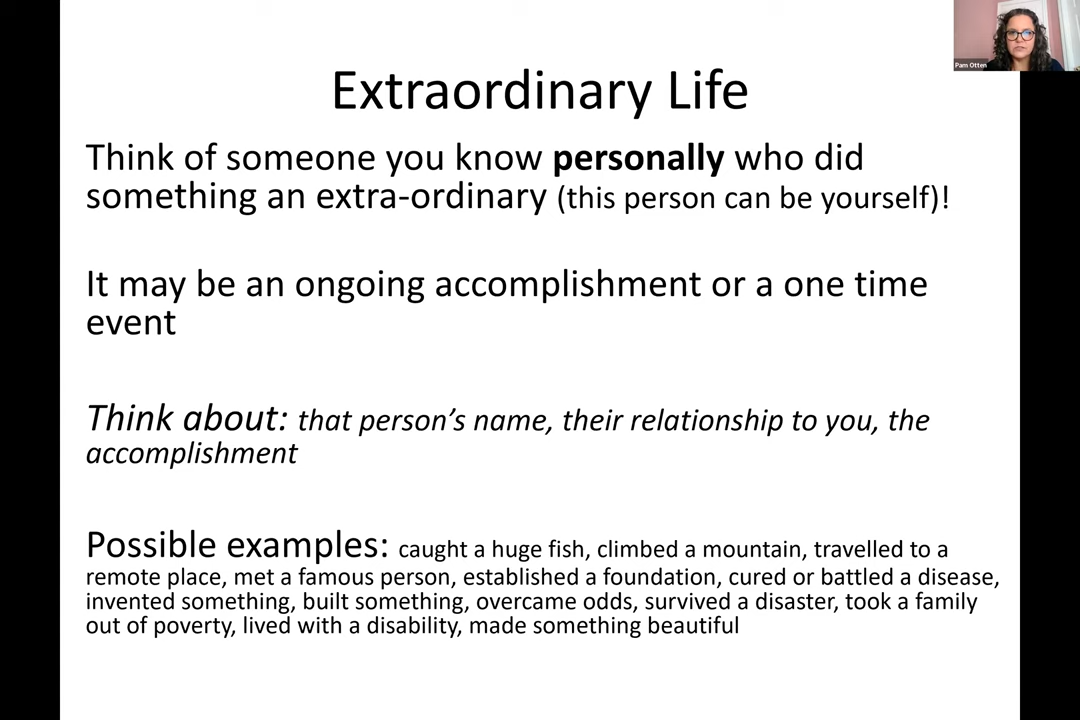 Pam Otten
Extraordinary Life
Think of someone you know personally who did
something an extra-ordinary (this person can be yourself)!
It may be an ongoing accomplishment or a one time
event
Think about: that person’s name, their relationship to you, the
accomplishment
Possible examples: caught a huge fish, climbed a mountain, travelled to a
remote place, met a famous person, established a foundation, cured or battled a disease,
invented something, built something, overcame odds, survived a disaster, took a family
out of poverty, lived with a disability, made something beautiful